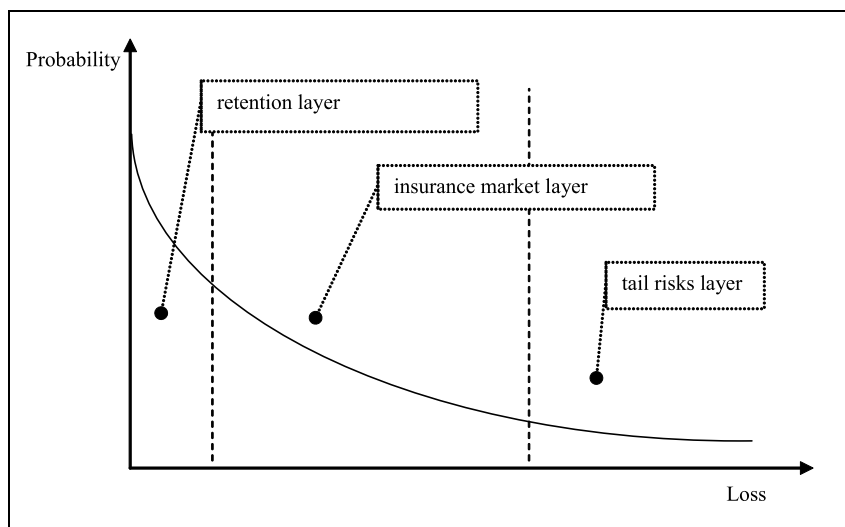 Probability
retention layer
insurance market layer
tail risks layer
Loss